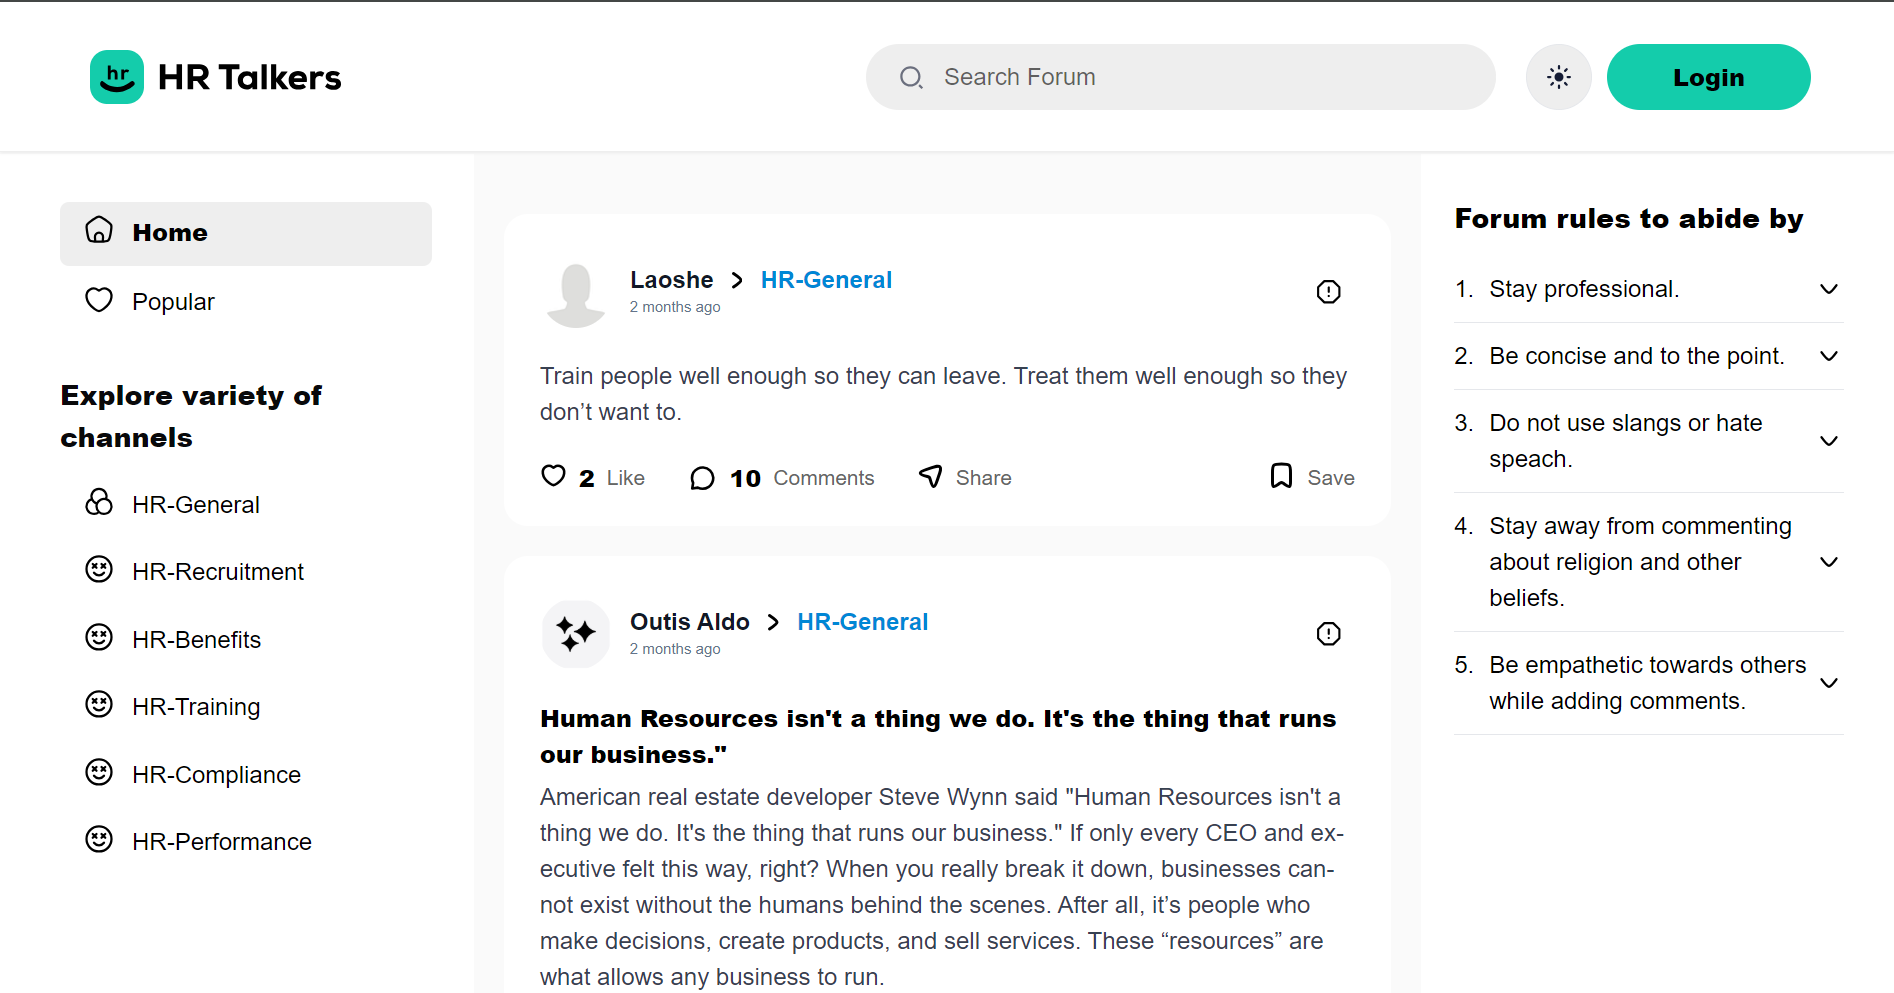 hr
HR Talkers
Search Forum
Login
Home
Popular
Explore variety of
channels
HR-General
HR-Recruitment
HR-Benefits
HR-Training
HR-Compliance
HR-Performance
Laoshe
HR-General
2 months ago
Train people well enough so they can leave. Treat them well enough so they
don’t want to.
2 Like
10 Comments
Share
Save
Outis Aldo
HR-General
2 months ago
Human Resources isn't a thing we do. It's the thing that runs
our business."
American real estate developer Steve Wynn said "Human Resources isn't a
thing we do. It's the thing that runs our business." If only every CEO and ex-
ecutive felt this way, right? When you really break it down, businesses can-
not exist without the humans behind the scenes. After all, it’s people who
make decisions, create products, and sell services. These “resources” are
what allows any business to run.
Forum rules to abide by
1. Stay professional.
2. Be concise and to the point.
3. Do not use slangs or hate
speach.
4. Stay away from commenting
about religion and other
beliefs.
5. Be empathetic towards others
while adding comments.